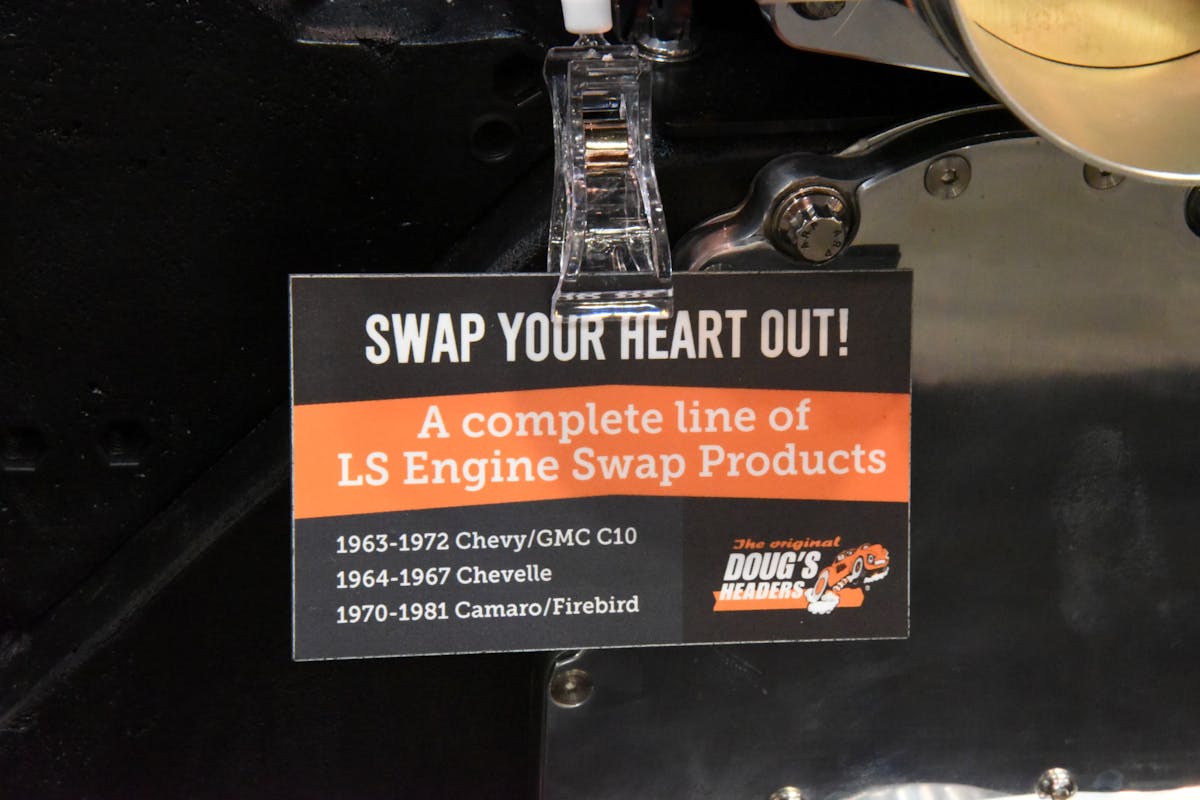 SWAP YOUR HEART OUT!
A complete line of
LS Engine Swap Products
1963-1972 Chevy/GMC C10
1964-1967 Chevelle
1970-1981 Camaro/Firebird
The original
DOUG'S
HEADERS